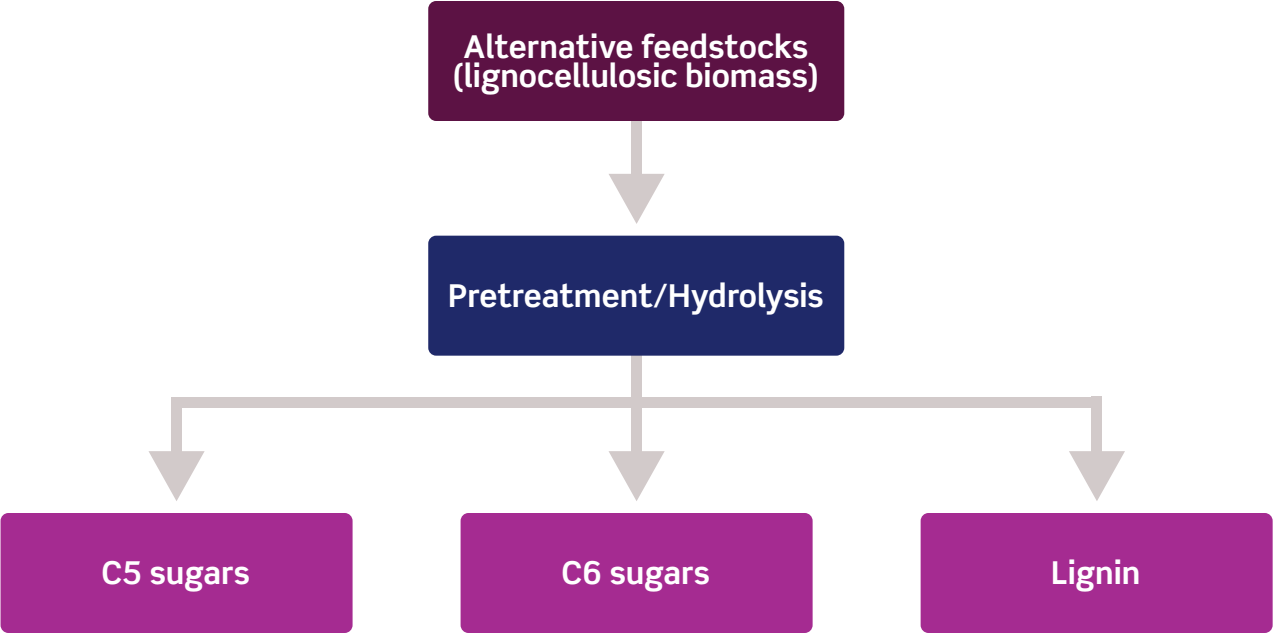 Alternative feedstocks
(lignocellulosic biomass)
Pretreatment/Hydrolysis
C5 sugars
C6 sugars
Lignin